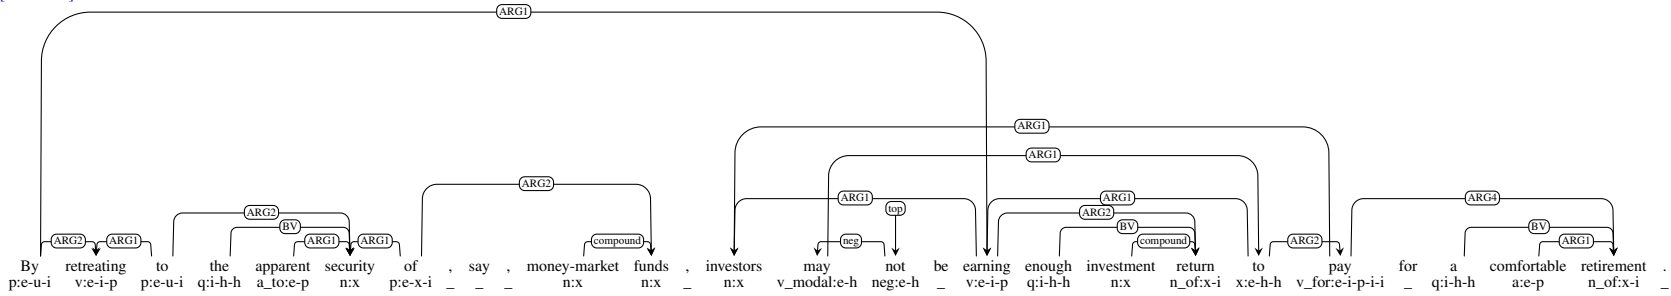 ARG1
ARG1
ARG1
ARG2
ARG1 ARG1 ARG4
ARG2 top ARG2
BV BV BV
ARG2 ARG1 ARG1 ARG1 compound neg compound ARG2 ARG1
By retreating to the apparent security of , say , money-market funds , investors may not be earning enough investment return to pay for a comfortable retirement .
p:e-u-i v:e-i-p p:e-u-i q:i-h-h a_to:e-p n:x p:e-x-i _ _ _ n:x n:x _ n:x v_modal:e-h neg:e-h _ v:e-i-p q:i-h-h n:x n_of:x-i x:e-h-h v_for:e-i-p-i-i _ q:i-h-h a:e-p n_of:x-i _